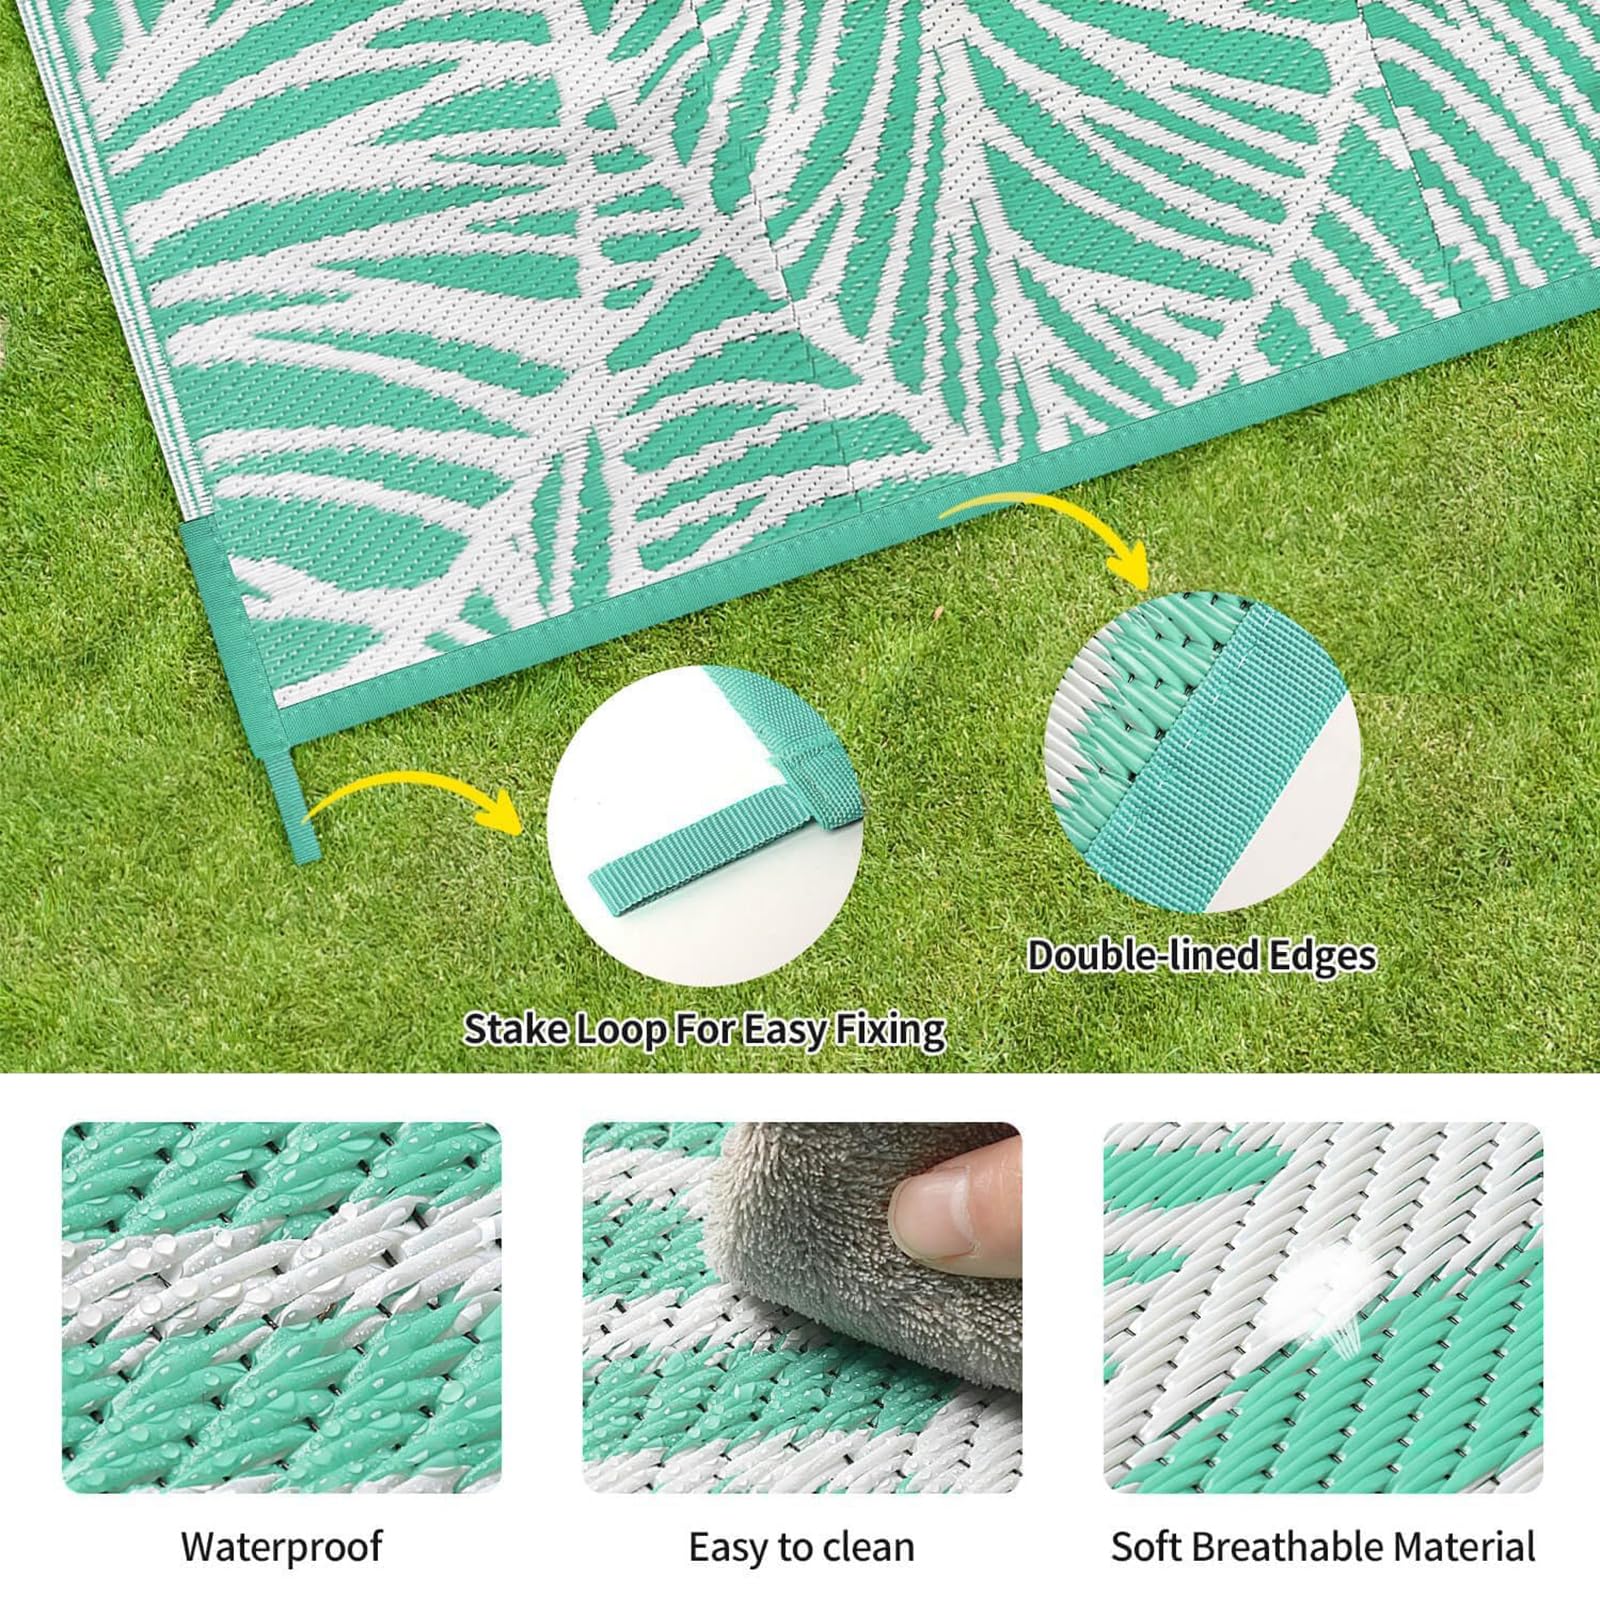 Double-lined Edges
Stake Loop For Easy Fixing
Waterproof
Easy to clean
Soft Breathable Material